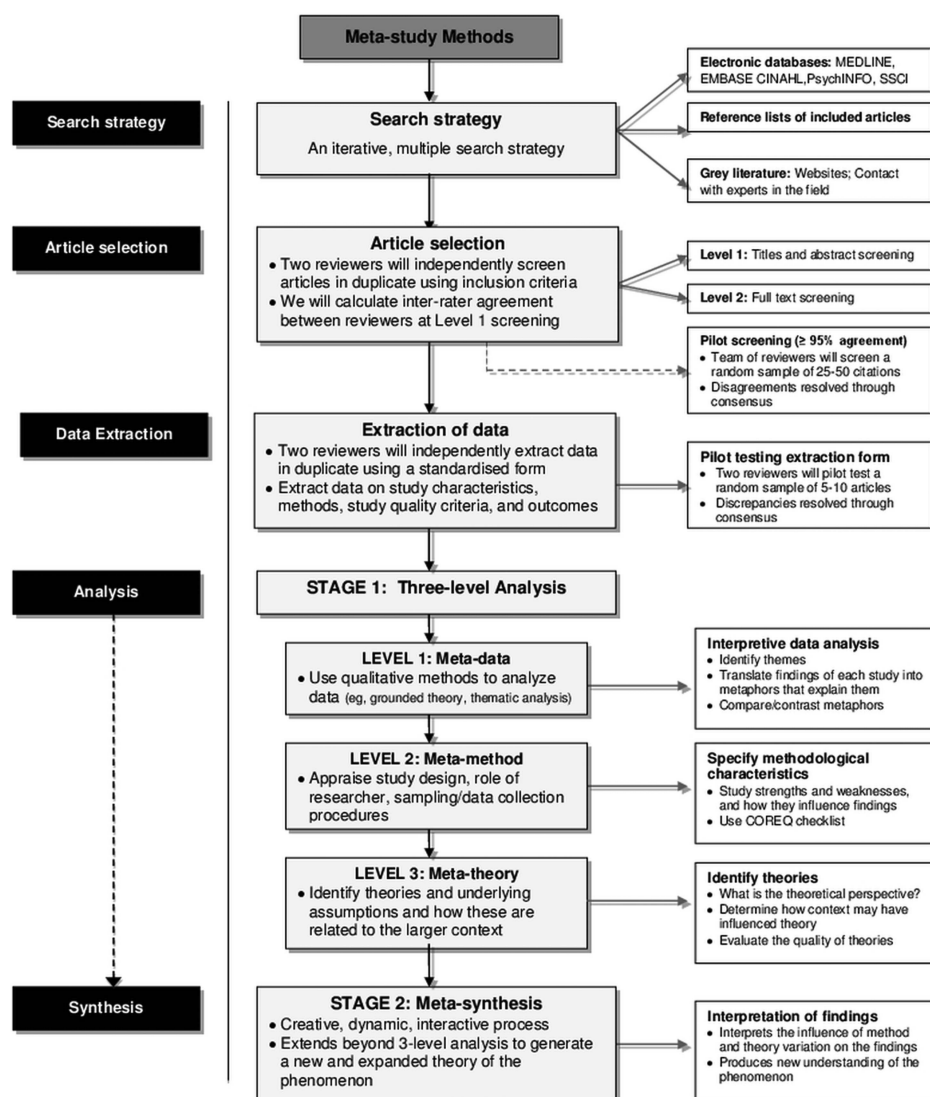 Meta-study Methods
Search strategy
Search strategy
An iterative, multiple search strategy
Electronic databases: MEDLINE,
EMBASE CINAHL,PsychINFO, SSCI
Reference lists of included articles
Grey literature: Websites; Contact
with experts in the field
Article selection
Article selection
• Two reviewers will independently screen
articles in duplicate using inclusion criteria
• We will calculate inter-rater agreement
between reviewers at Level 1 screening
Level 1: Titles and abstract screening
Level 2: Full text screening
Pilot screening (≥ 95% agreement)
• Team of reviewers will screen a
random sample of 25-50 citations
• Disagreements resolved through
consensus
Data Extraction
Extraction of data
• Two reviewers will independently extract data
in duplicate using a standardised form
• Extract data on study characteristics,
methods, study quality criteria, and outcomes
Pilot testing extraction form
• Two reviewers will pilot test a
random sample of 5-10 articles
• Discrepancies resolved through
consensus
Analysis
STAGE 1: Three-level Analysis
LEVEL 1: Meta-data
• Use qualitative methods to analyze
data (eg, grounded theory, thematic analysis)
Interpretive data analysis
• Identify themes
• Translate findings of each study into
metaphors that explain them
• Compare/contrast metaphors
LEVEL 2: Meta-method
• Appraise study design, role of
researcher, sampling/data collection
procedures
Specify methodological
characteristics
• Study strengths and weaknesses,
and how they influence findings
• Use COREQ checklist
LEVEL 3: Meta-theory
• Identify theories and underlying
assumptions and how these are
related to the larger context
Identify theories
• What is the theoretical perspective?
• Determine how context may have
influenced theory
• Evaluate the quality of theories
Synthesis
STAGE 2: Meta-synthesis
• Creative, dynamic, interactive process
• Extends beyond 3-level analysis to generate
a new and expanded theory of the
phenomenon
Interpretation of findings
• Interprets the influence of method
and theory variation on the findings
• Produces new understanding of the
phenomenon